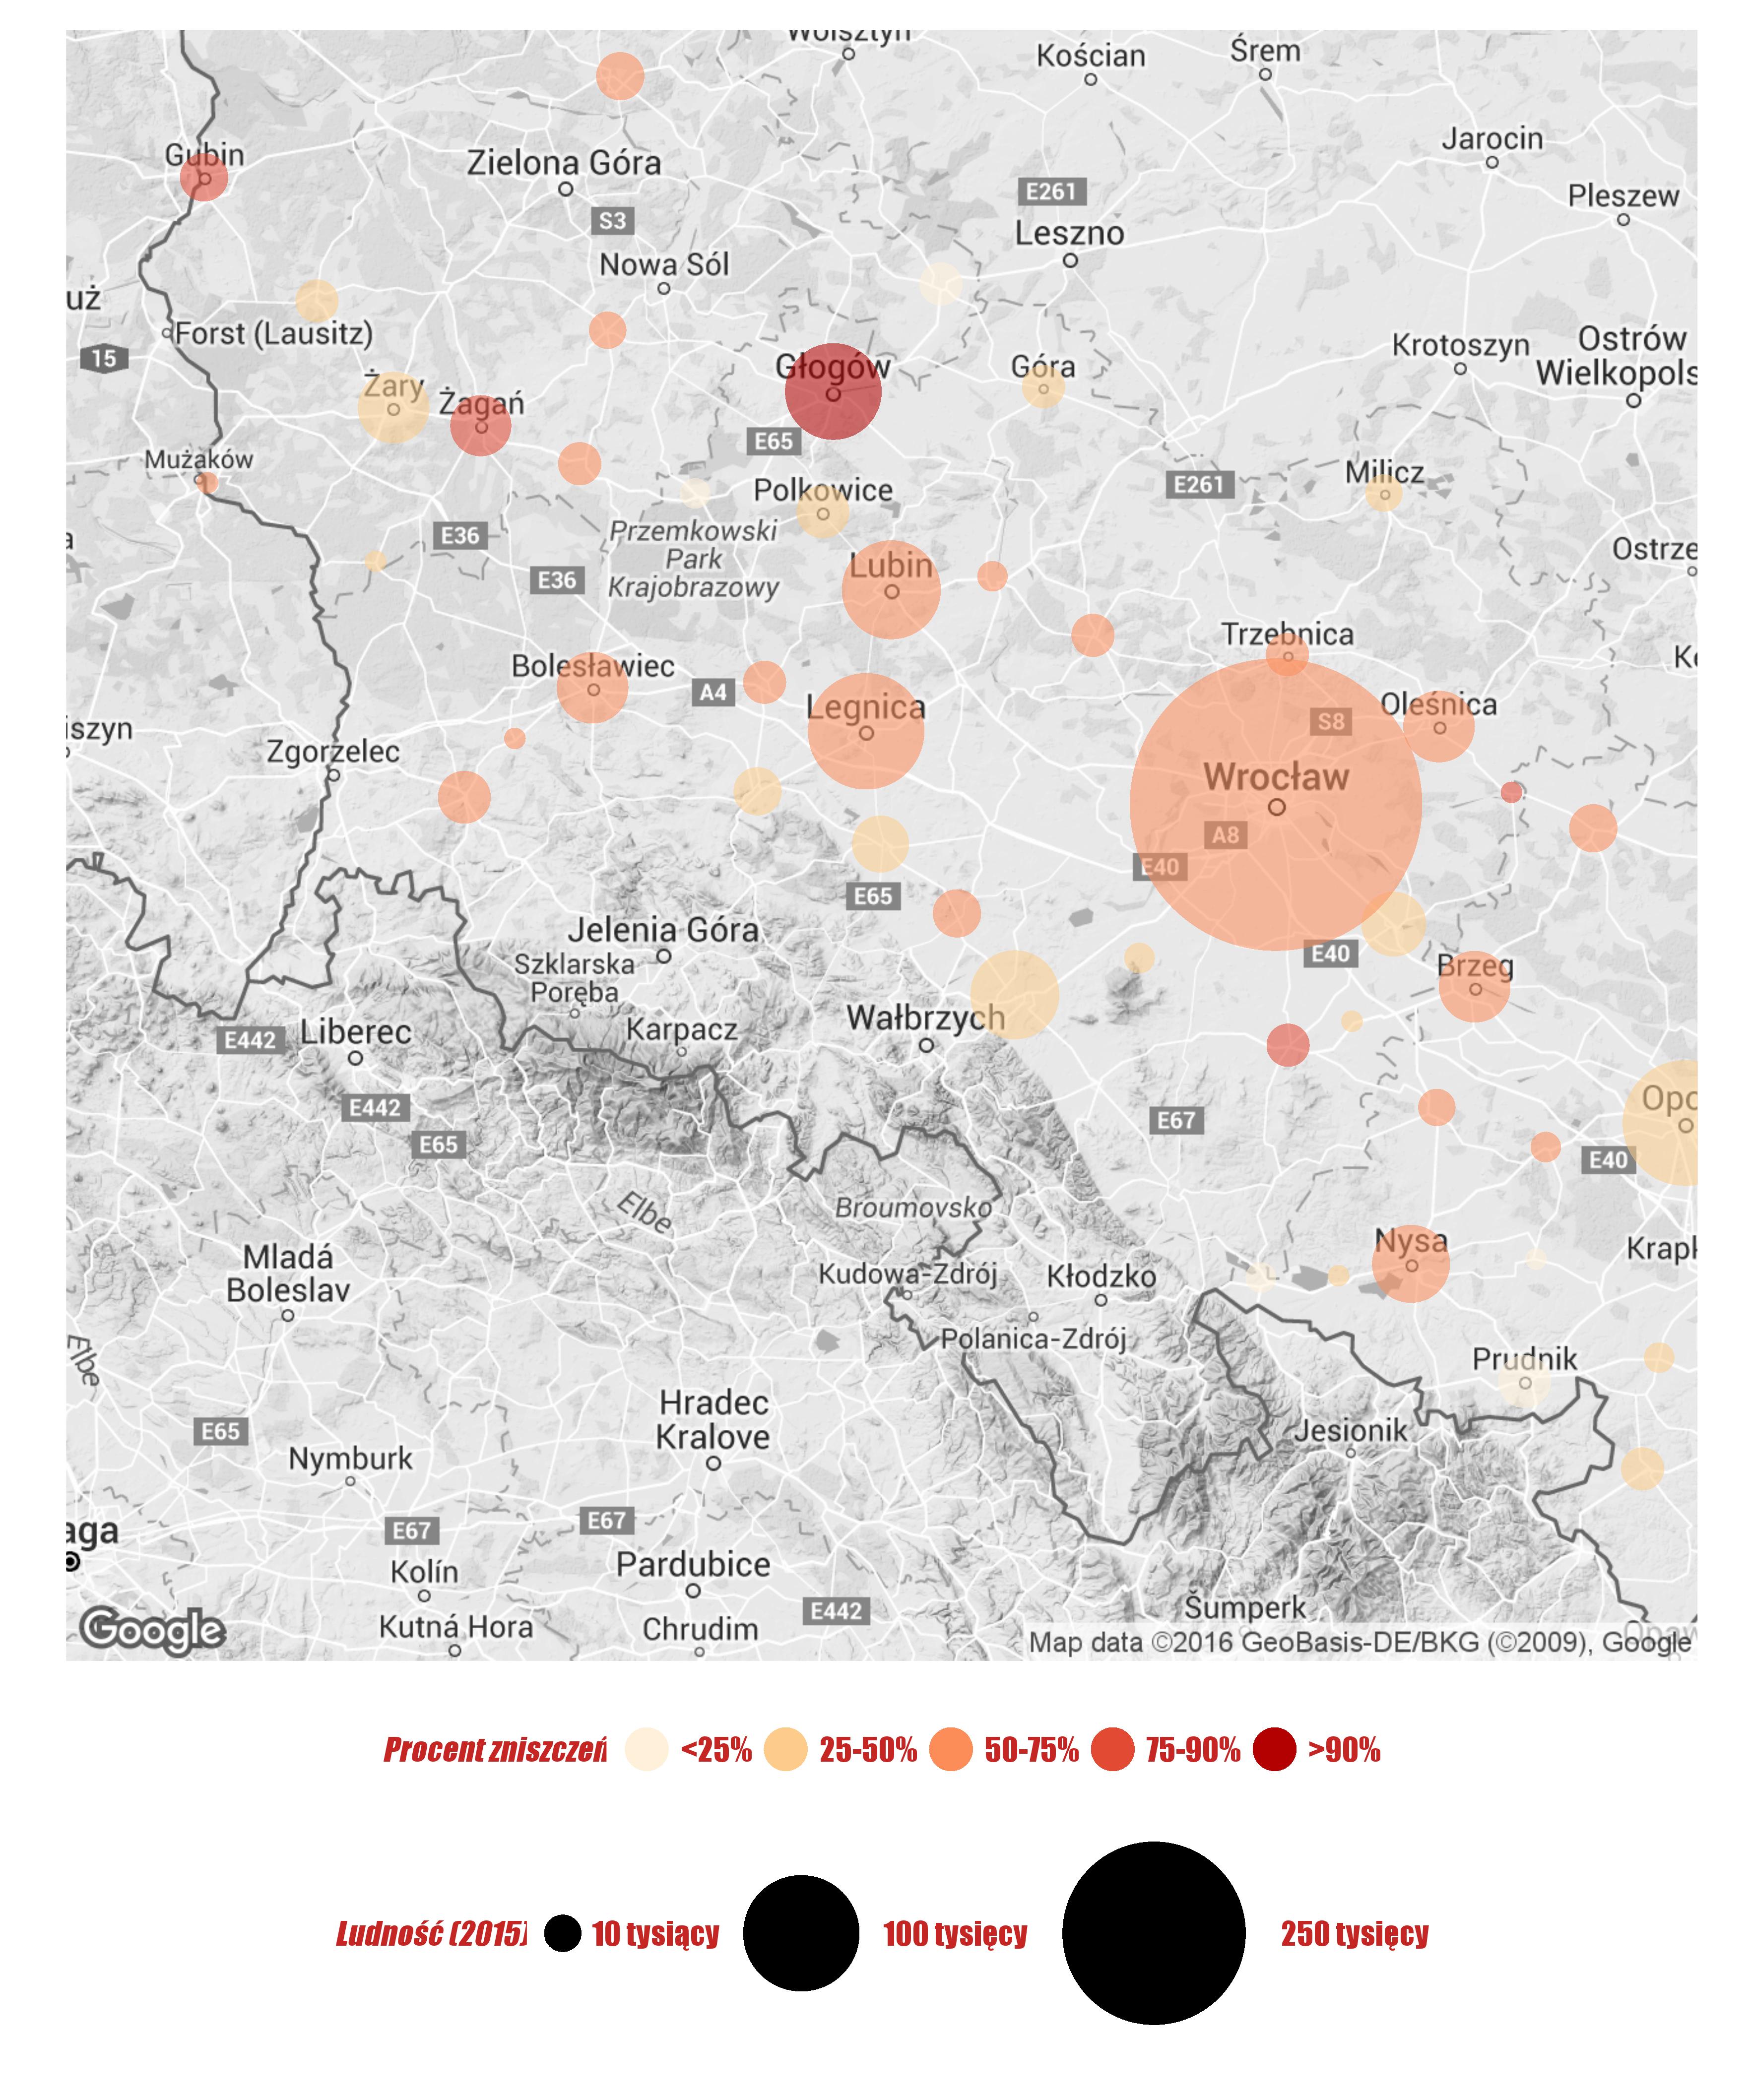 Wolsztyn
Kościan
Śrem
Gubin
Zielona Góra
Jarocin
E261
Pleszew
S3
Leszno
Nowa Sól
uż
Forst (Lausitz)
15
Głogów
Góra
Krotoszyn
Ostrów
Wielkopols
Żary
Żagań
E65
Mużaków
Polkowice
E261
Milicz
E36
Przemkowski
Park
Krajobrazowy
Ostrze
E36
Lubin
Trzebnica
Bolesławiec
A4
Legnica
S8
Oleśnica
iszyn
Zgorzelec
Wrocław
A8
E40
E65
Jelenia Góra
Szklarska
Poręba
E40
Brzeg
Wałbrzych
E442
Liberec
Karpacz
E442
E65
E67
Opo
E40
Elbe
Broumovsko
Nysa
Mladá
Boleslav
Kudowa-Zdrój
Kłodzko
Krapk
Polanica-Zdrój
Elbe
Prudnik
Hradec
Kralove
E65
Jesionik
Nymburk
aga
E67
E67
Kolín
Pardubice
E442
Šumperk
Google
Kutná Hora
Chrudim
Map data ©2016 GeoBasis-DE/BKG (©2009), Google
Procent zniszczeń <25% 25-50% 50-75% 75-90% >90%
Ludność (2015) 10 tysiący 100 tysięcy 250 tysięcy